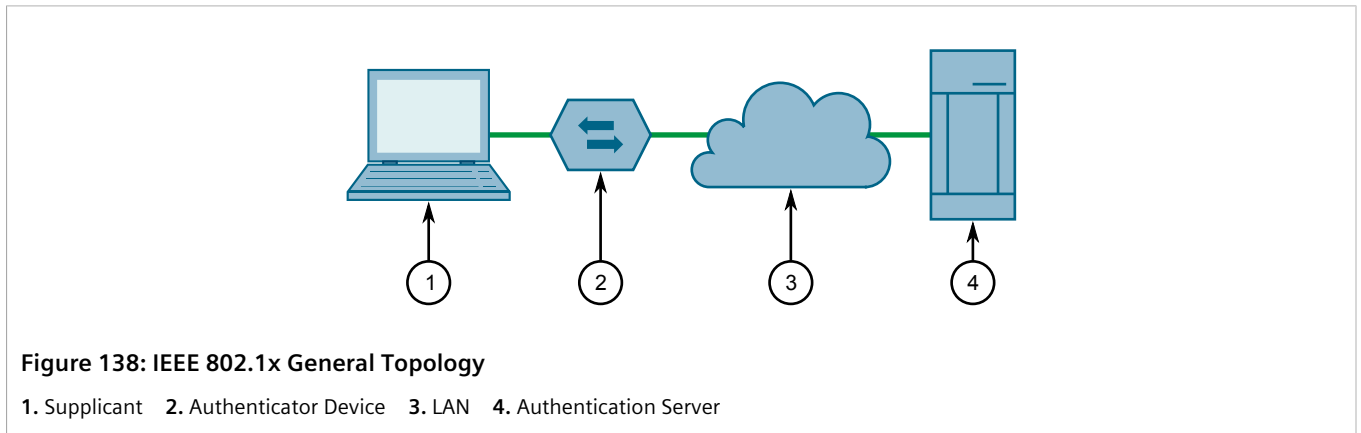 1 2 3 4
Figure 138: IEEE 802.1x General Topology
1. Supplicant 2. Authenticator Device 3. LAN 4. Authentication Server